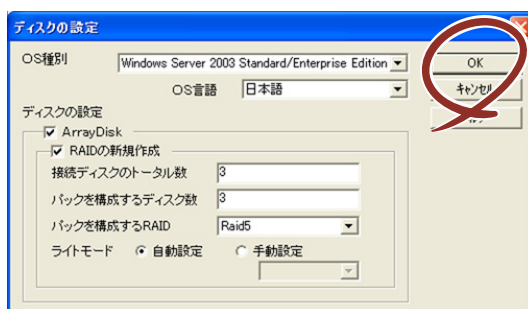 ディスクの設定
OS種別 Windows Server 2003 Standard/Enterprise Edition
OK
OS言語 日本語
キャンセル
ディスクの設定
ArrayDisk
RAIDの新規作成
接続ディスクのトータル数 3
パックを構成するディスク数 3
パックを構成するRAID Raid5
ライトモード 自動設定 手動設定